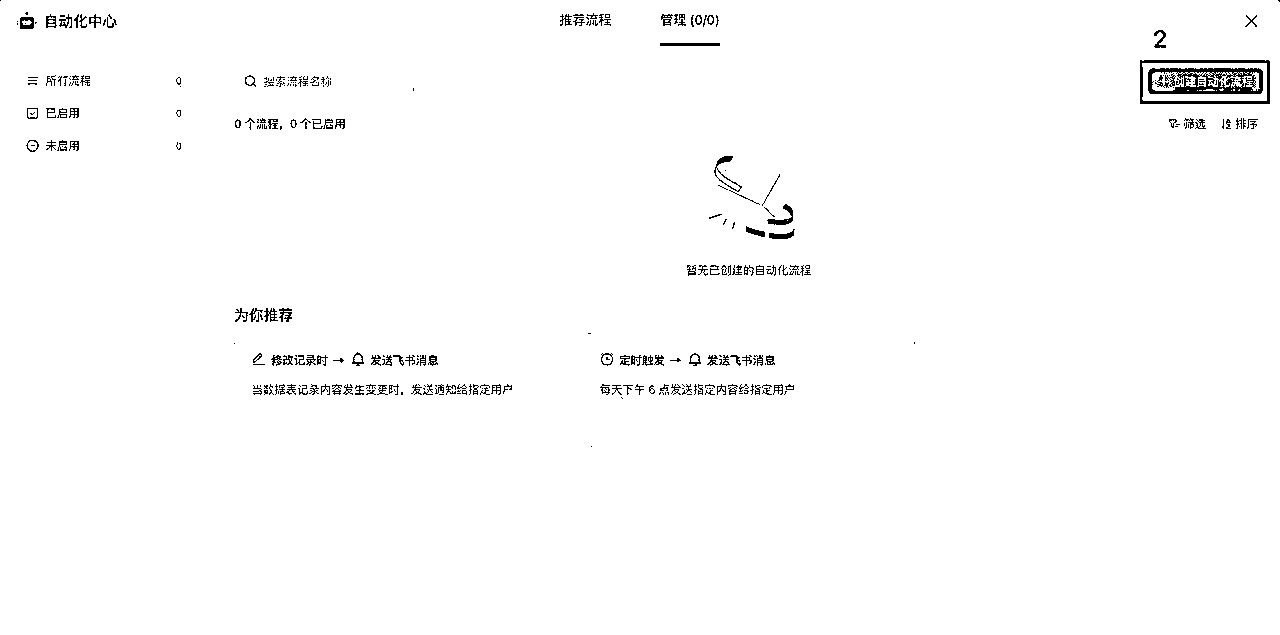 自动化中心
推荐流程
管理 (0/0)
2
所有流程 0
搜索流程名称
创建自动化流程
已启用 0
0 个流程，0 个已启用
筛选 排序
未启用 0
暂无已创建的自动化流程
为你推荐
修改记录时 → 发送飞书消息
当数据表记录内容发生变更时，发送通知给指定用户
定时触发 → 发送飞书消息
每天下午 6 点发送指定内容给指定用户